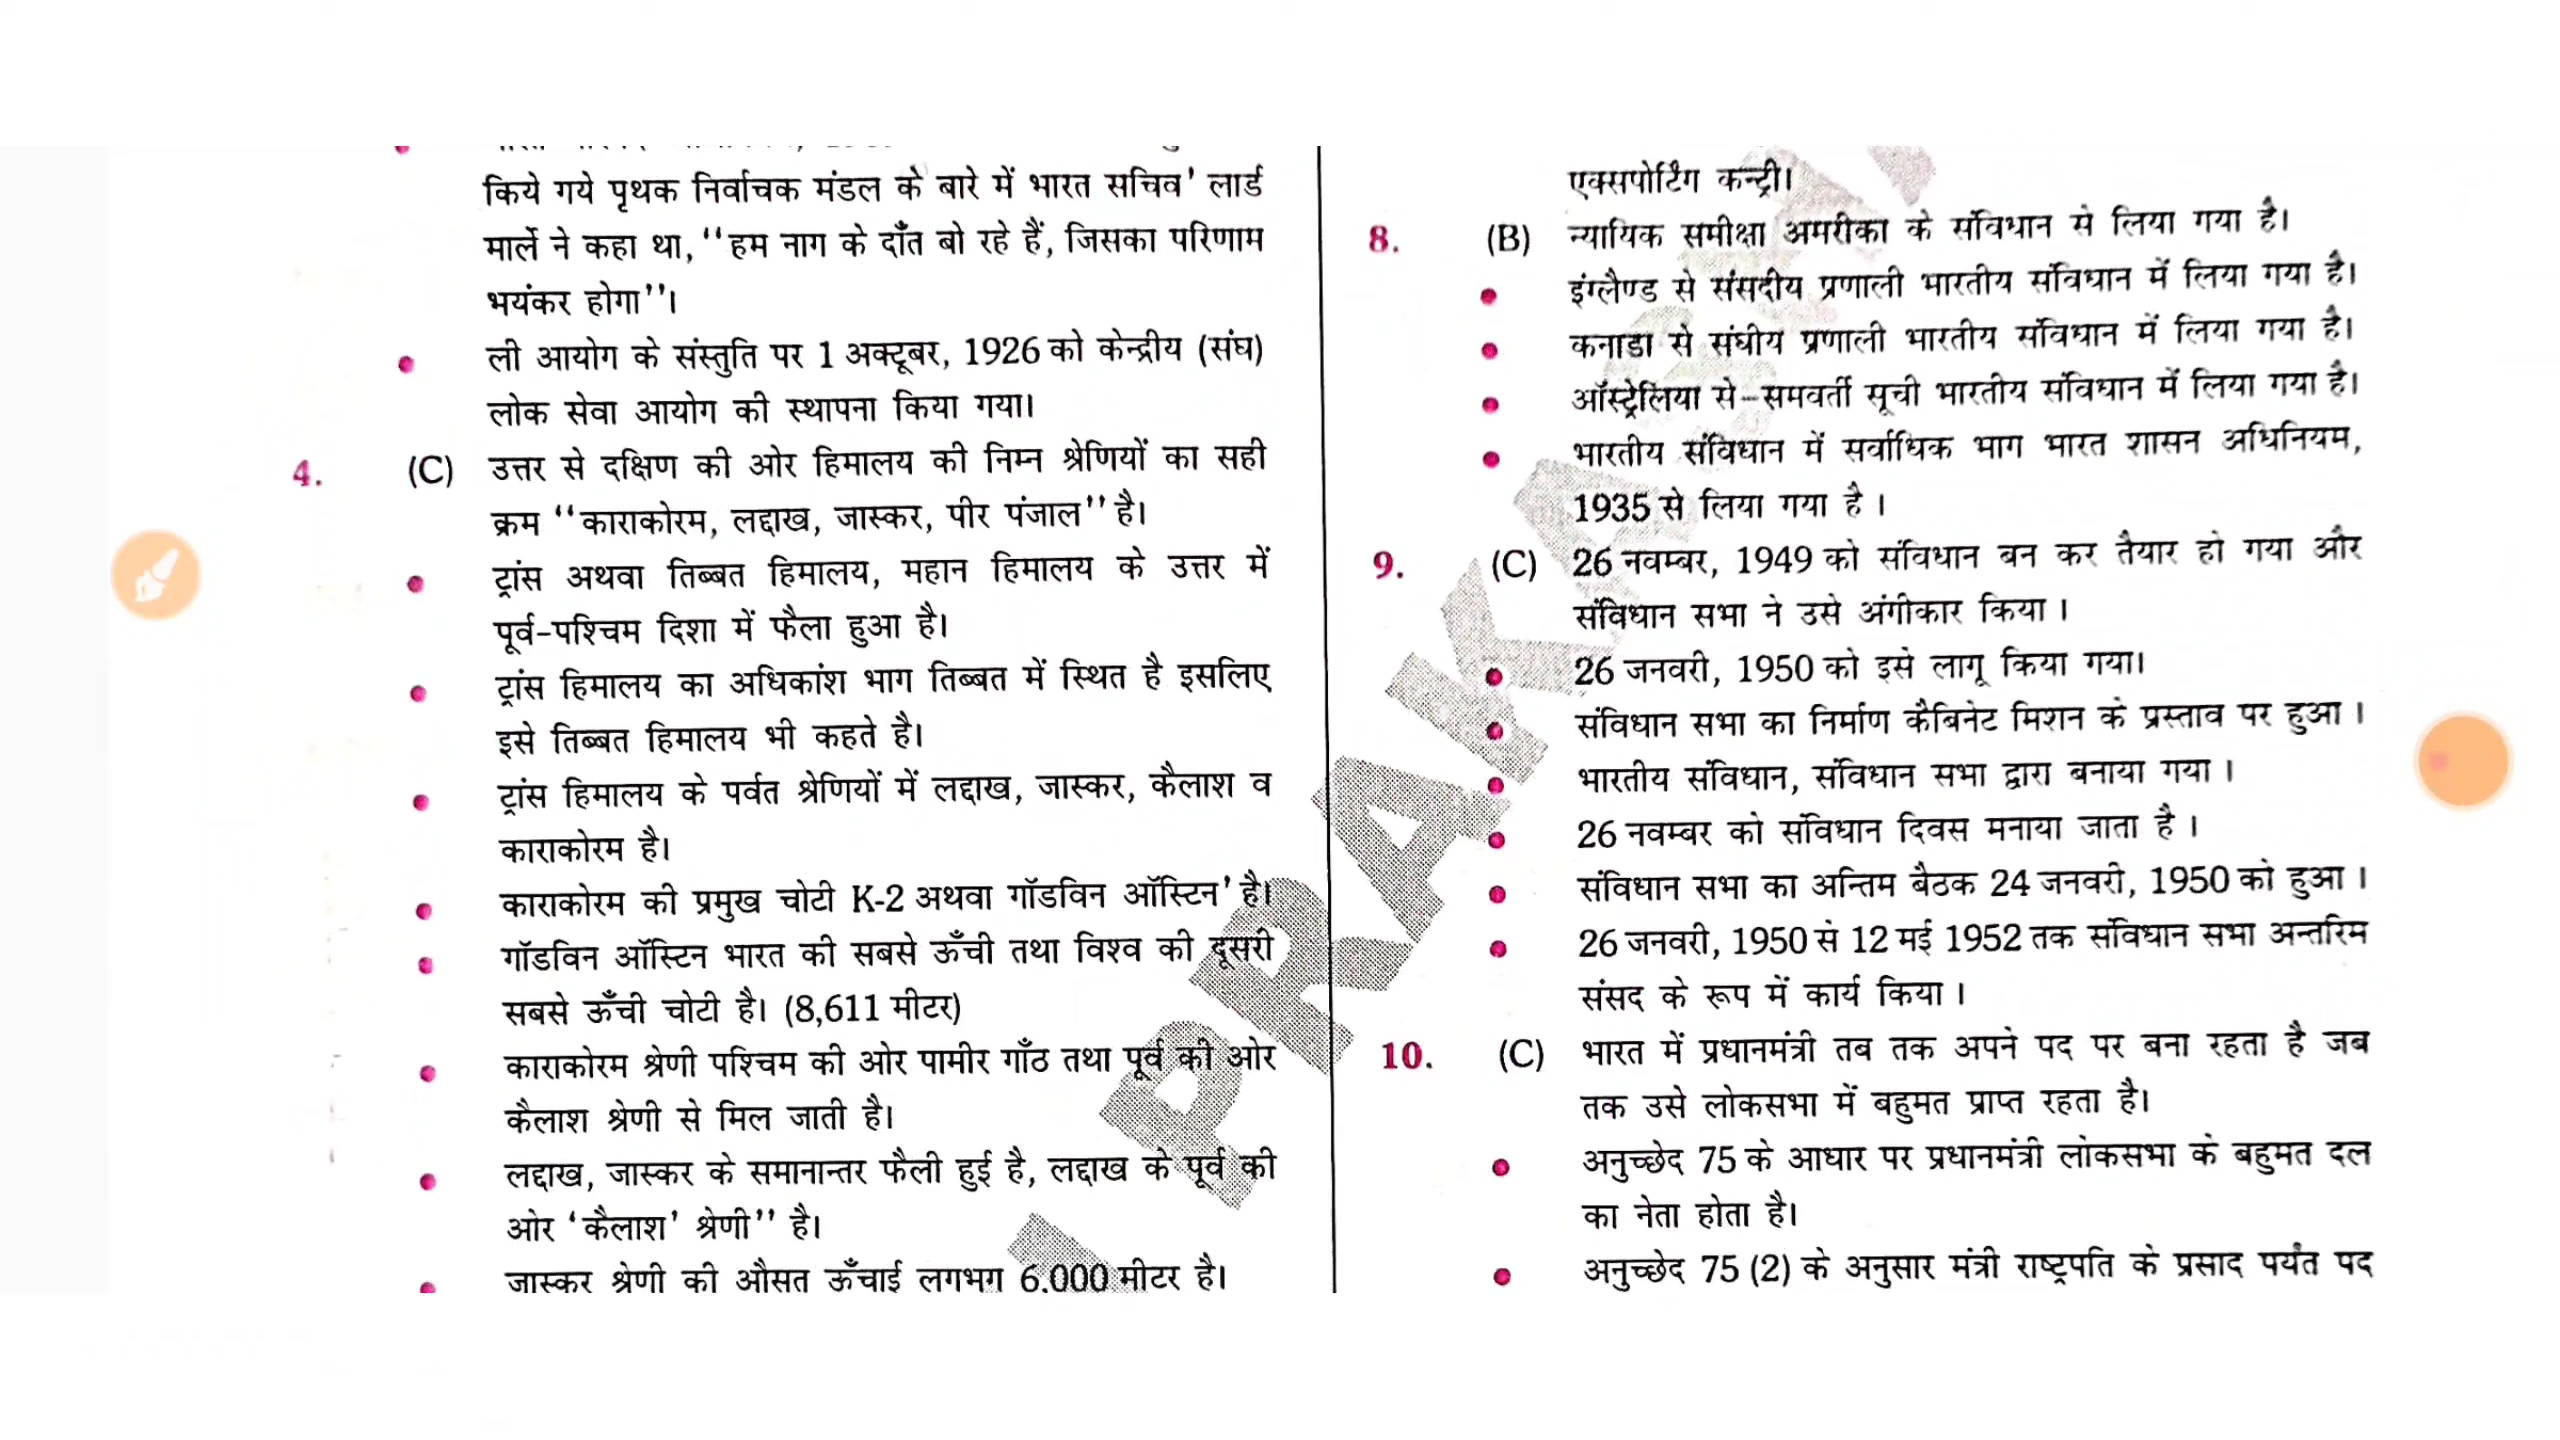 किये गये पृथक निर्वाचक मंडल के बारे में भारत सचिव' लार्ड
मार्ले ने कहा था, ‘‘हम नाग के दाँत बो रहे हैं, जिसका परिणाम
भयंकर होगा’’।
● ली आयोग के संस्तुति पर 1 अक्टूबर, 1926 को केन्द्रीय (संघ)
लोक सेवा आयोग की स्थापना किया गया।
4. (C) उत्तर से दक्षिण की ओर हिमालय की निम्न श्रेणियों का सही
क्रम ‘‘काराकोरम, लद्दाख, जास्कर, पीर पंजाल’’ है।
● ट्रांस अथवा तिब्बत हिमालय, महान हिमालय के उत्तर में
पूर्व-पश्चिम दिशा में फैला हुआ है।
● ट्रांस हिमालय का अधिकांश भाग तिब्बत में स्थित है इसलिए
इसे तिब्बत हिमालय भी कहते है।
● ट्रांस हिमालय के पर्वत श्रेणियों में लद्दाख, जास्कर, कैलाश व
काराकोरम है।
● काराकोरम की प्रमुख चोटी K-2 अथवा गॉडविन ऑस्टिन' है।
● गॉडविन ऑस्टिन भारत की सबसे ऊँची तथा विश्व की दूसरी
सबसे ऊँची चोटी है। (8,611 मीटर)
● काराकोरम श्रेणी पश्चिम की ओर पामीर गाँठ तथा पूर्व की ओर
कैलाश श्रेणी से मिल जाती है।
● लद्दाख, जास्कर के समानान्तर फैली हुई है, लद्दाख के पूर्व की
ओर ‘कैलाश’ श्रेणी’’ है।
● जास्कर श्रेणी की औसत ऊँचाई लगभग 6,000 मीटर है।
एक्सपोर्टिंग कन्ट्री।
8. (B) न्यायिक समीक्षा अमरीका के संविधान से लिया गया है।
● इंग्लैण्ड से संसदीय प्रणाली भारतीय संविधान में लिया गया है।
● कनाडा से संघीय प्रणाली भारतीय संविधान में लिया गया है।
● ऑस्ट्रेलिया से-समवर्ती सूची भारतीय संविधान में लिया गया है।
● भारतीय संविधान में सर्वाधिक भाग भारत शासन अधिनियम,
1935 से लिया गया है ।
9. (C) 26 नवम्बर, 1949 को संविधान बन कर तैयार हो गया और
संविधान सभा ने उसे अंगीकार किया ।
● 26 जनवरी, 1950 को इसे लागू किया गया।
● संविधान सभा का निर्माण कैबिनेट मिशन के प्रस्ताव पर हुआ ।
● भारतीय संविधान, संविधान सभा द्वारा बनाया गया ।
● 26 नवम्बर को संविधान दिवस मनाया जाता है ।
● संविधान सभा का अन्तिम बैठक 24 जनवरी, 1950 को हुआ ।
● 26 जनवरी, 1950 से 12 मई 1952 तक संविधान सभा अन्तरिम
संसद के रूप में कार्य किया ।
10. (C) भारत में प्रधानमंत्री तब तक अपने पद पर बना रहता है जब
तक उसे लोकसभा में बहुमत प्राप्त रहता है।
● अनुच्छेद 75 के आधार पर प्रधानमंत्री लोकसभा के बहुमत दल
का नेता होता है।
● अनुच्छेद 75 (2) के अनुसार मंत्री राष्ट्रपति के प्रसाद पर्यंत पद